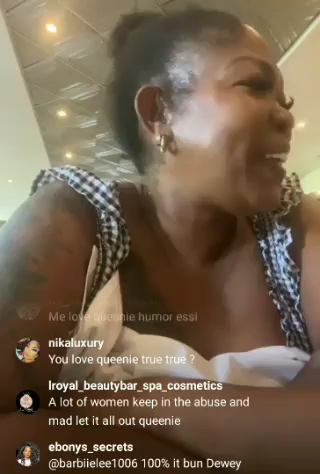 Me love queenie humor essi
nikaluxury
You love queenie true true ?
lroyal_beautybar_spa_cosmetics
A lot of women keep in the abuse and
mad let it all out queenie
ebonys_secrets
@barbiielee1006 100% it bun Dewey